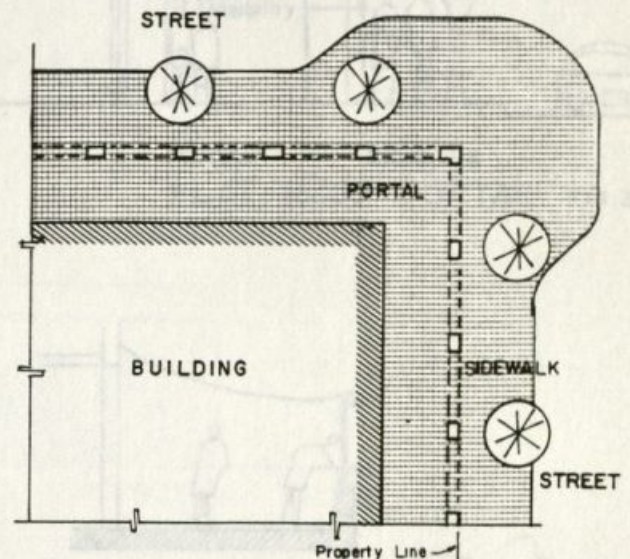 STREET
PORTAL
BUILDING
SIDEWALK
STREET
Property Line